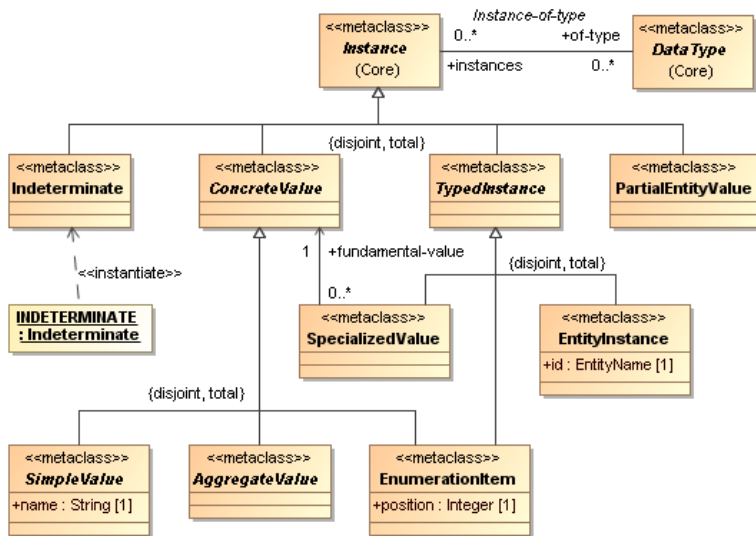 <<metaclass>>
Instance
(Core)
Instance-of-type
0..*
+of-type
+instances
0..*
<<metaclass>>
DataType
(Core)
{disjoint, total}
<<metaclass>>
Indeterminate
<<metaclass>>
ConcreteValue
<<metaclass>>
TypedInstance
<<metaclass>>
PartialEntityValue
<<instantiate>>
1
+fundamental-value
0..*
{disjoint, total}
INDETERMINATE
: Indeterminate
<<metaclass>>
SpecializedValue
<<metaclass>>
EntityInstance
+id : EntityName [1]
{disjoint, total}
<<metaclass>>
SimpleValue
+name : String [1]
<<metaclass>>
AggregateValue
<<metaclass>>
EnumerationItem
+position : Integer [1]